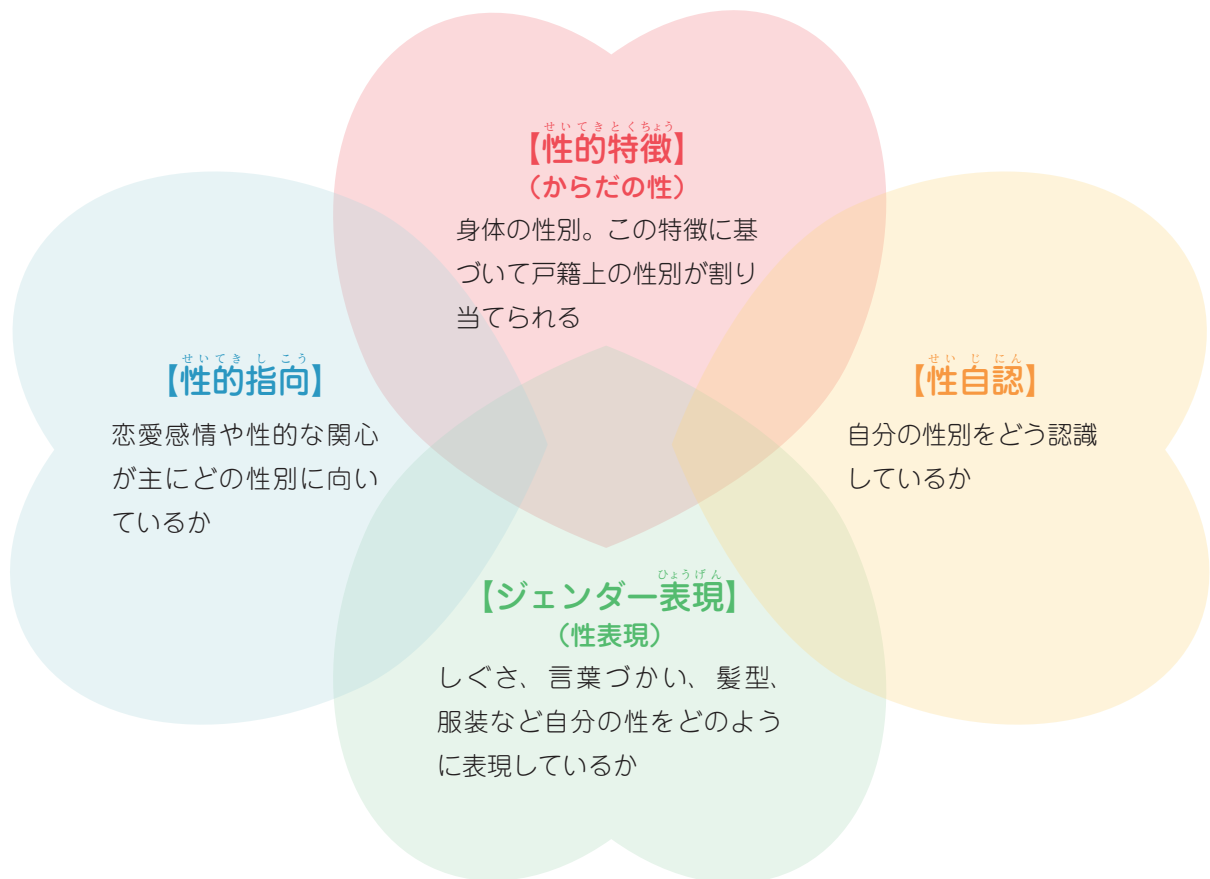 せいてきとくちょう
【性的特徴】
（からだの性）
身体の性別。この特徴に基
づいて戸籍上の性別が割り
当てられる
せいてきしこう
【性的指向】
恋愛感情や性的な関心
が主にどの性別に向い
ているか
せいじにん
【性自認】
自分の性別をどう認識
しているか
ひょうげん
【ジェンダー表現】
（性表現）
しぐさ、言葉づかい、髪型、
服装など自分の性をどのよう
に表現しているか